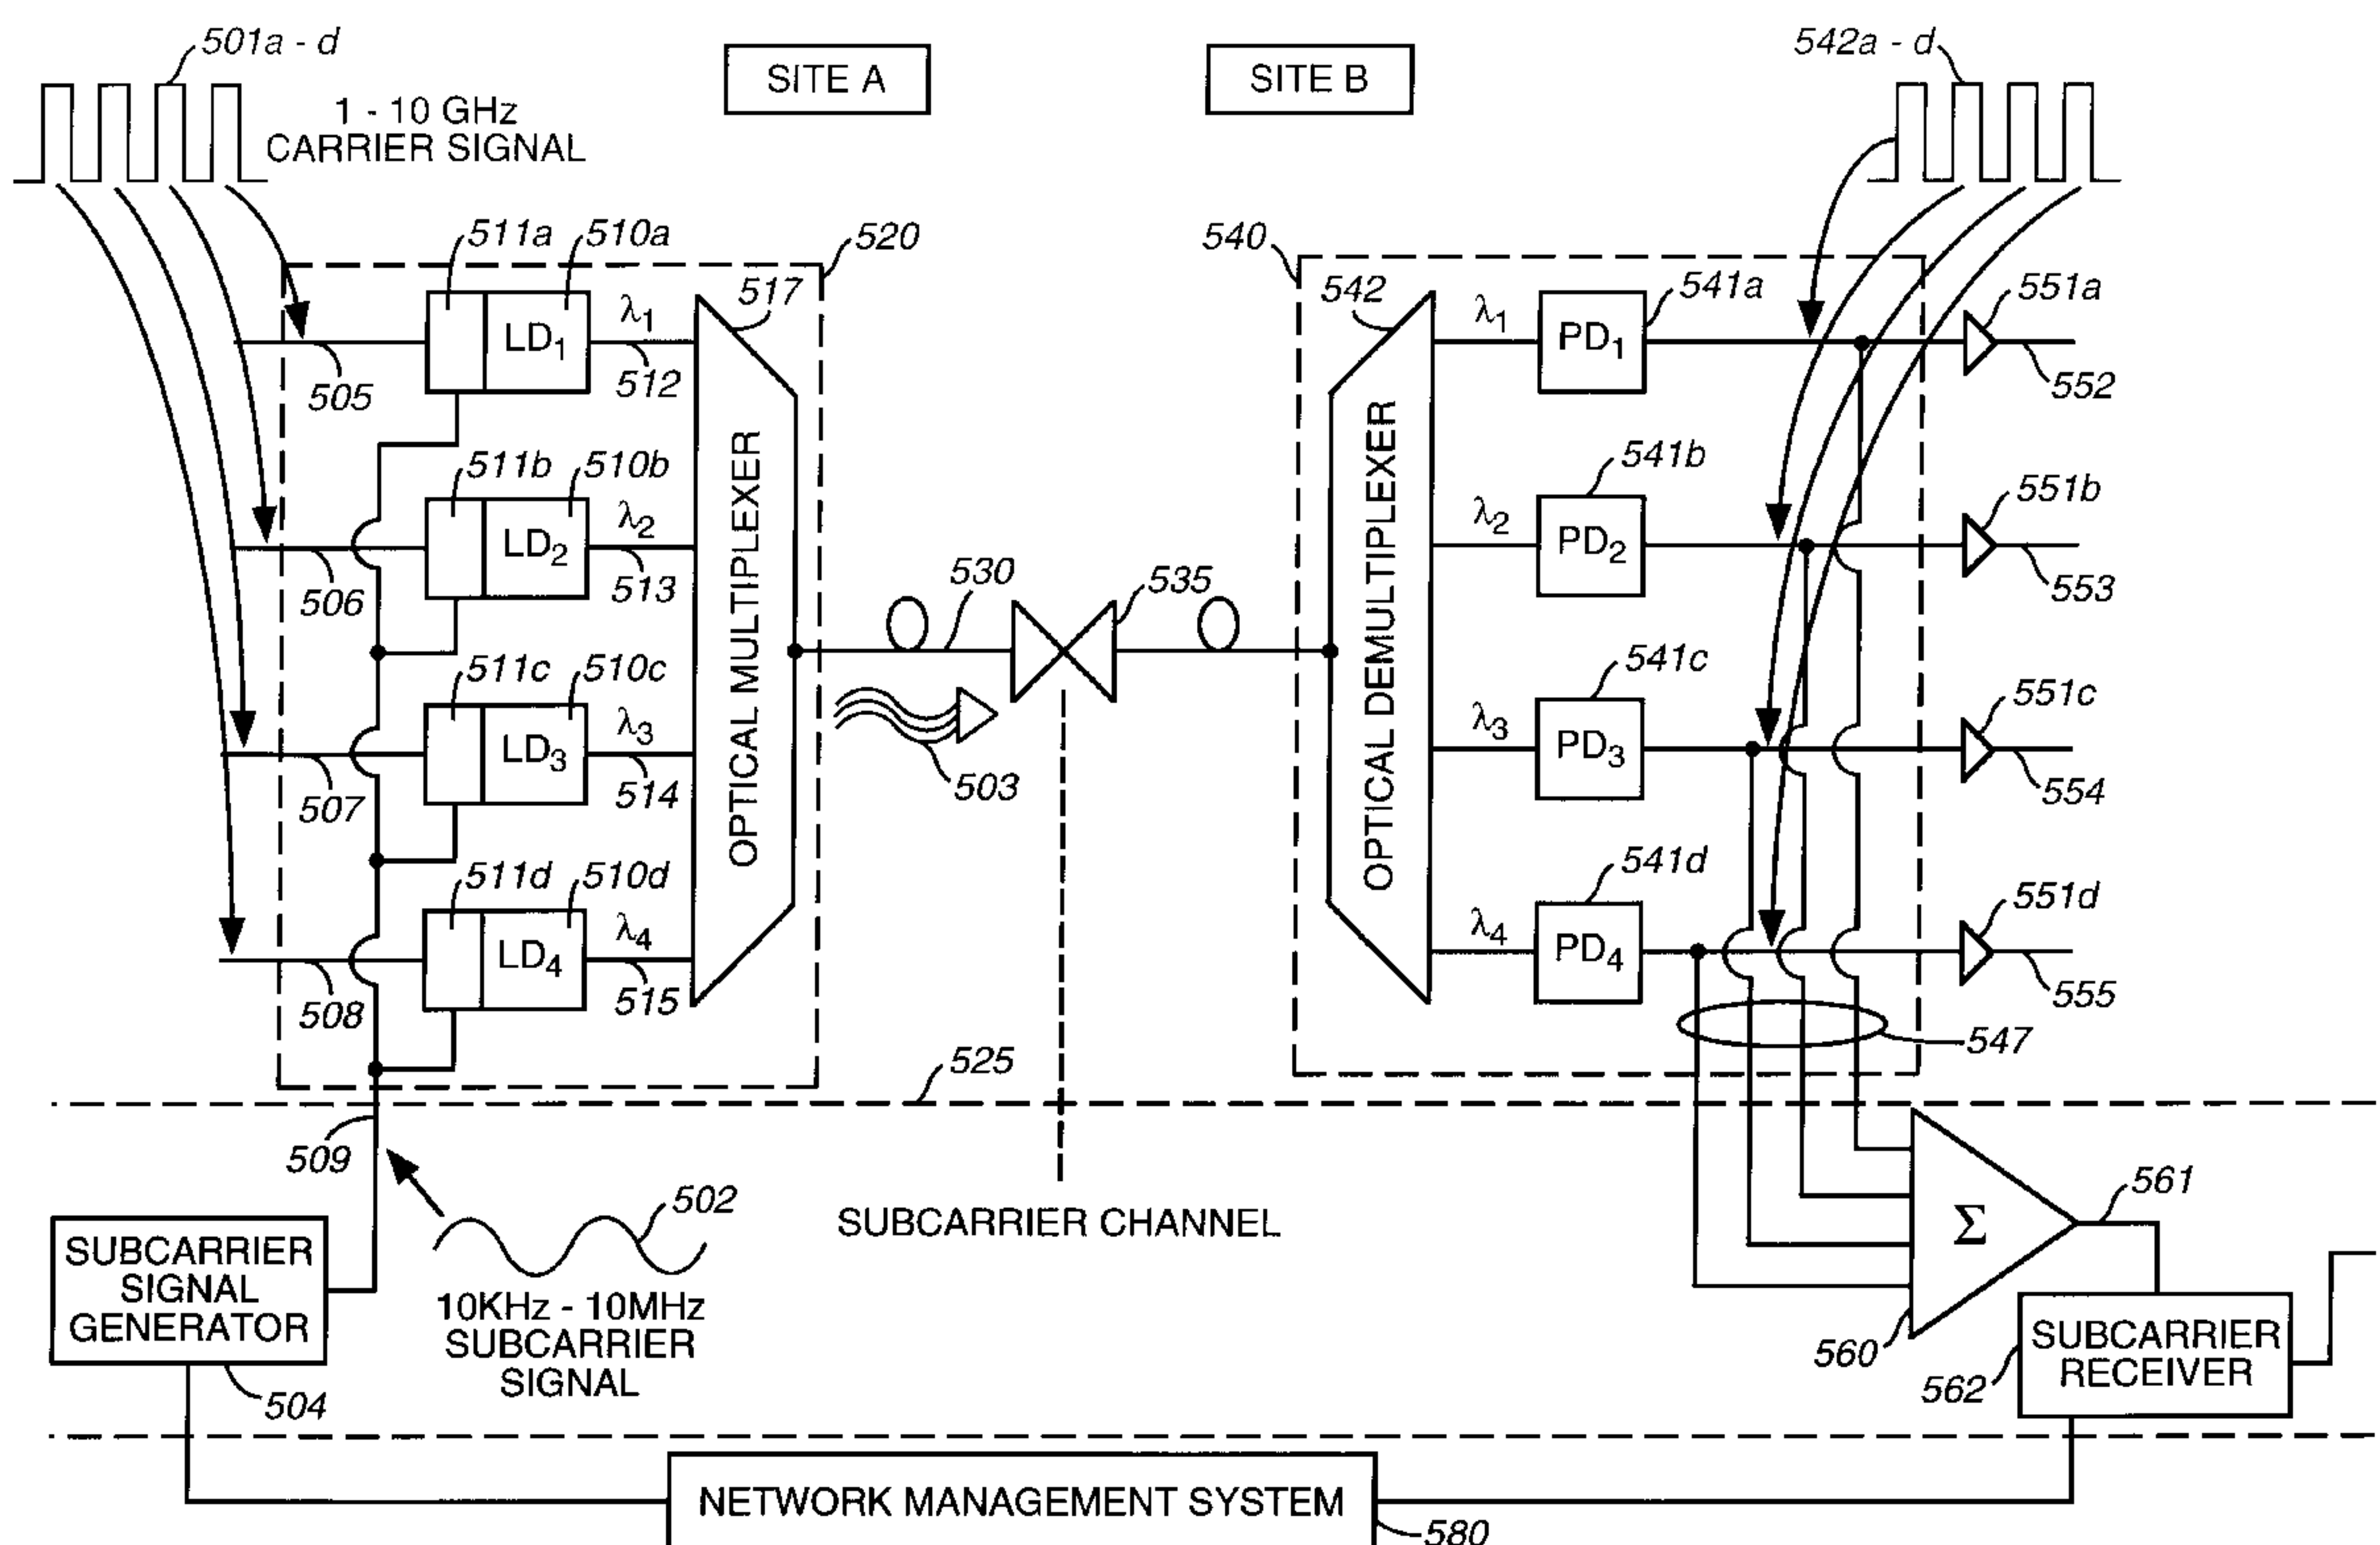 501a - d
SITE A
SITE B
542a - d
1 - 10 GHz
CARRIER SIGNAL
511a
510a
520
540
542
541a
551a
517
λ1
LD1
505
512
λ1
PD1
552
511b
510b
541b
551b
λ2
LD2
506
513
530
535
λ2
PD2
553
OPTICAL MULTIPLEXER
OPTICAL DEMULTIPLEXER
511c
510c
541c
551c
λ3
LD3
507
514
503
λ3
PD3
554
511d
510d
541d
551d
λ4
LD4
508
515
λ4
PD4
555
547
525
509
502
SUBCARRIER CHANNEL
561
Σ
SUBCARRIER
SIGNAL
GENERATOR
504
10KHz - 10MHz
SUBCARRIER
SIGNAL
560
562
SUBCARRIER
RECEIVER
NETWORK MANAGEMENT SYSTEM
580